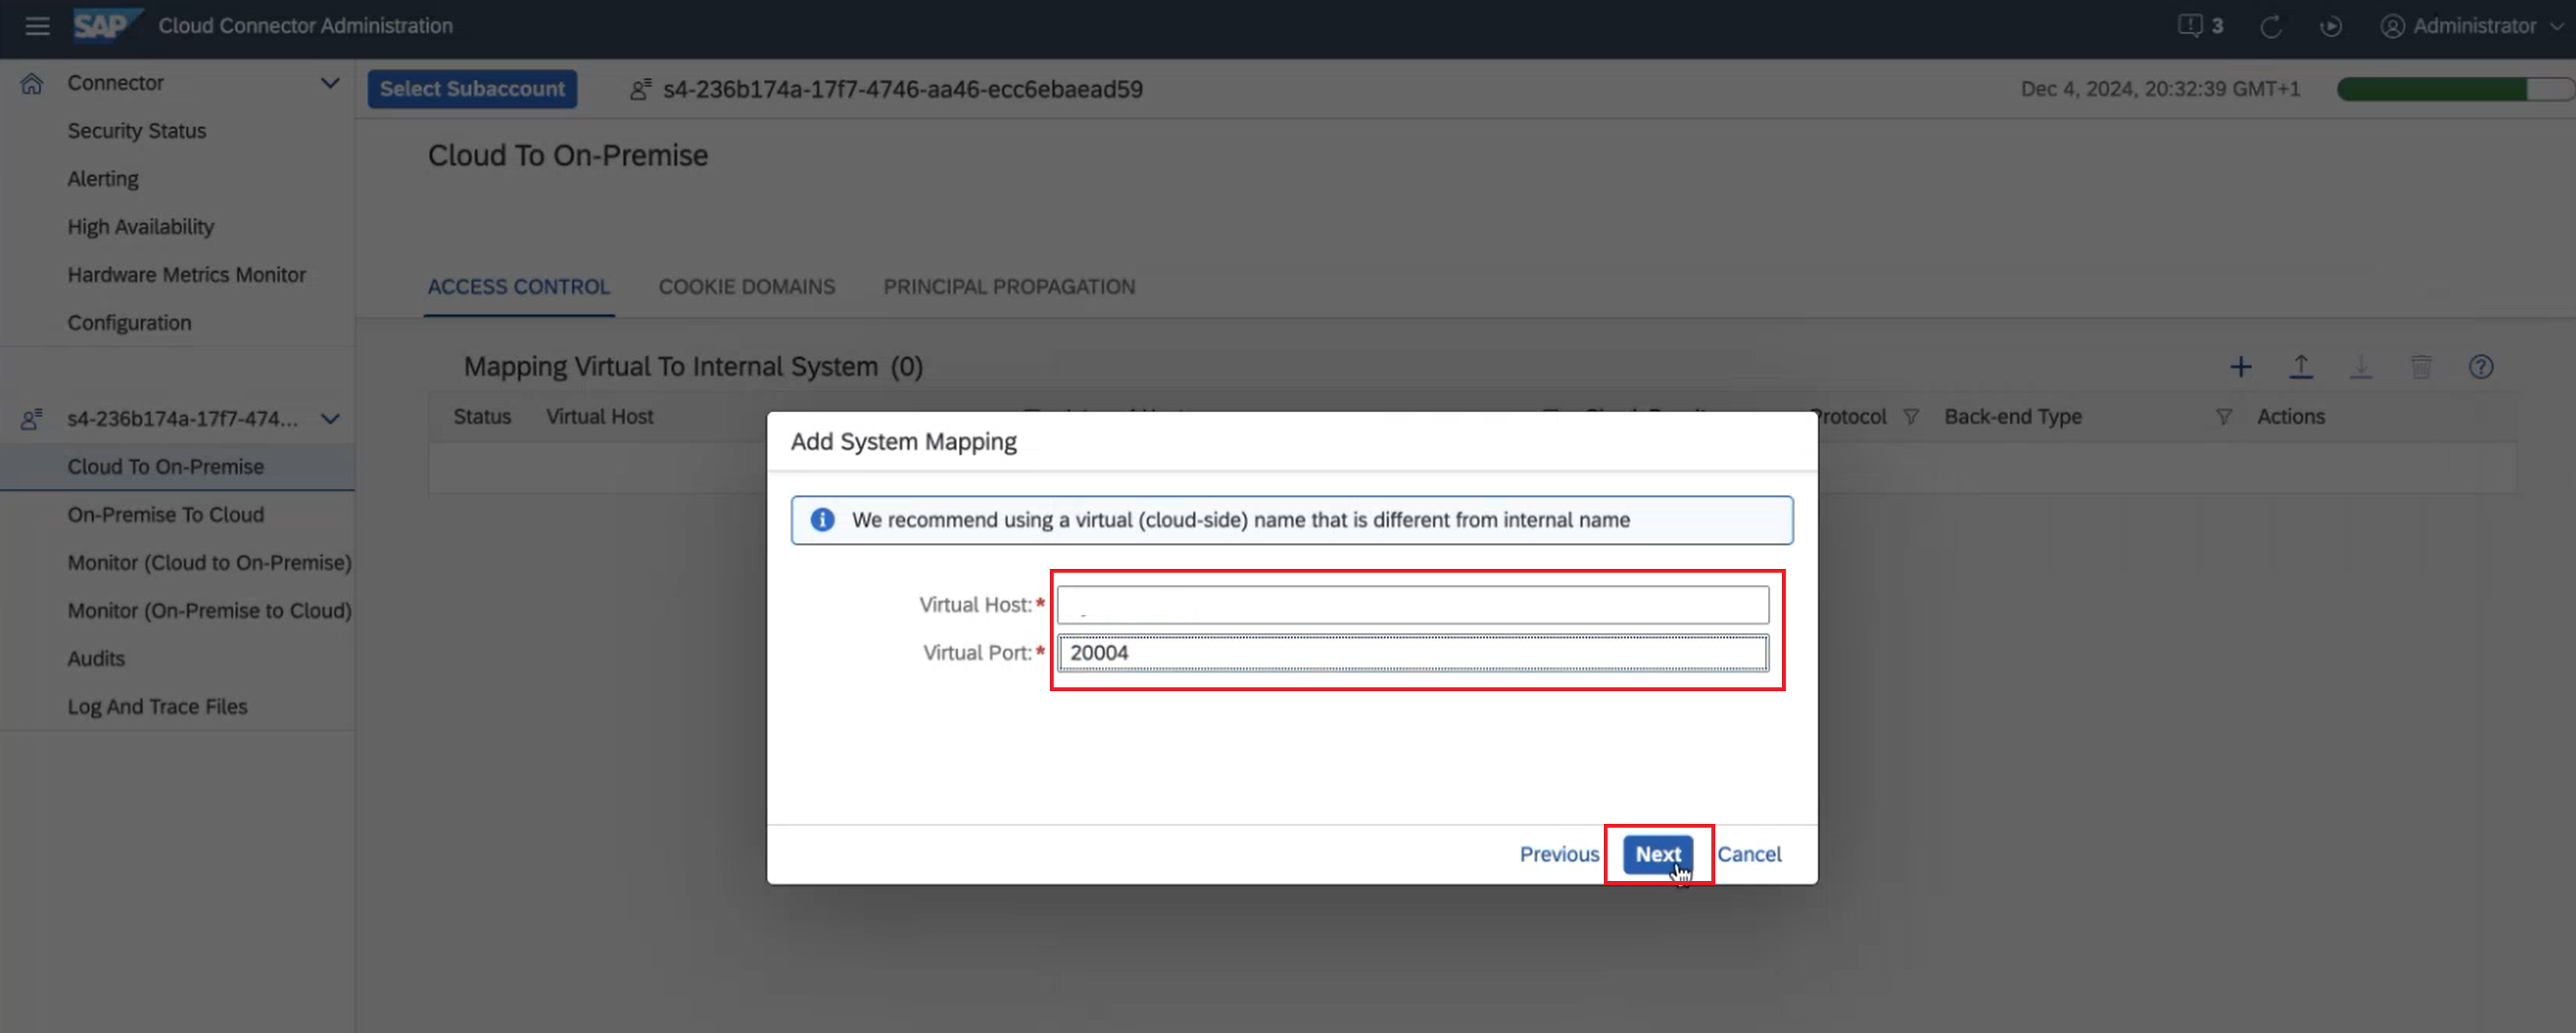 SAP Cloud Connector Administration
3
Administrator
Connector
Security Status
Alerting
High Availability
Hardware Metrics Monitor
Configuration
s4-236b174a-17f7-474...
Cloud To On-Premise
On-Premise To Cloud
Monitor (Cloud to On-Premise)
Monitor (On-Premise to Cloud)
Audits
Log And Trace Files
Select Subaccount
s4-236b174a-17f7-4746-aa46-ecc6ebaead59
Dec 4, 2024, 20:32:39 GMT+1
Cloud To On-Premise
ACCESS CONTROL COOKIE DOMAINS PRINCIPAL PROPAGATION
Mapping Virtual To Internal System (0)
Status Virtual Host Protocol Back-end Type Actions
Add System Mapping
We recommend using a virtual (cloud-side) name that is different from internal name
Virtual Host:*
Virtual Port:* 20004
Previous Next Cancel